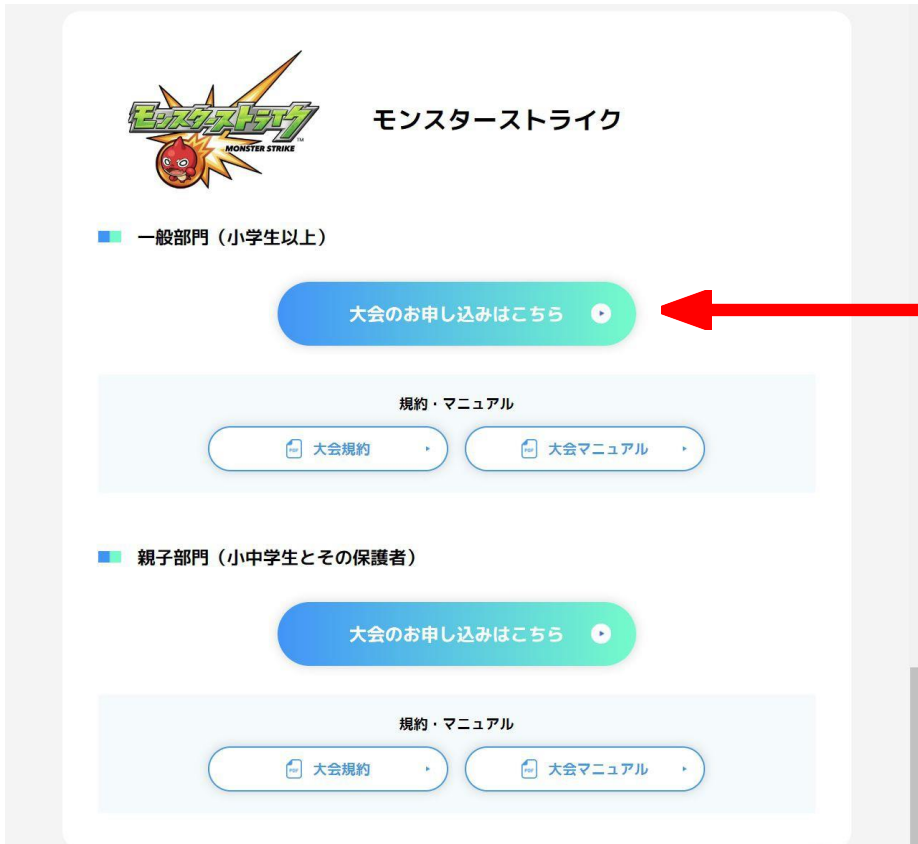 モンスターストライク
MONSTER STRIKE
TM
モンスターストライク
一般部門（小学生以上）
大会のお申し込みはこちら
規約・マニュアル
PDF 大会規約
PDF 大会マニュアル
親子部門（小中学生とその保護者）
大会のお申し込みはこちら
規約・マニュアル
PDF 大会規約
PDF 大会マニュアル